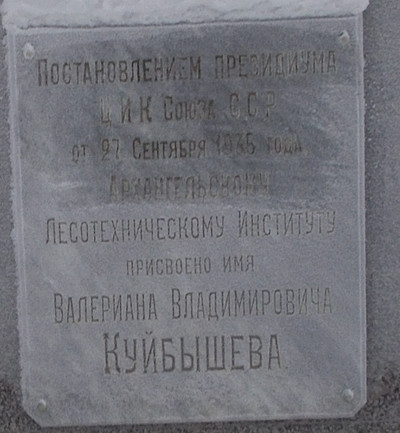 Постановлением президиума
ЦИК Союза ССР
от 27 Сентября 1935 года
Архангельскому
Лесотехническому Институту
присвоено имя
Валериана Владимировича
Куйбышева